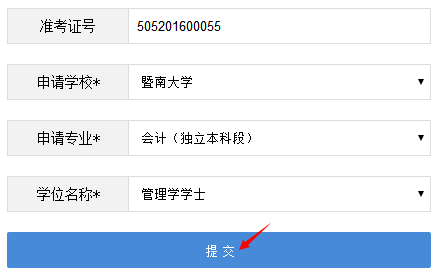 准考证号 505201600055
申请学校* 暨南大学
申请专业* 会计（独立本科段）
学位名称* 管理学学士
提 交